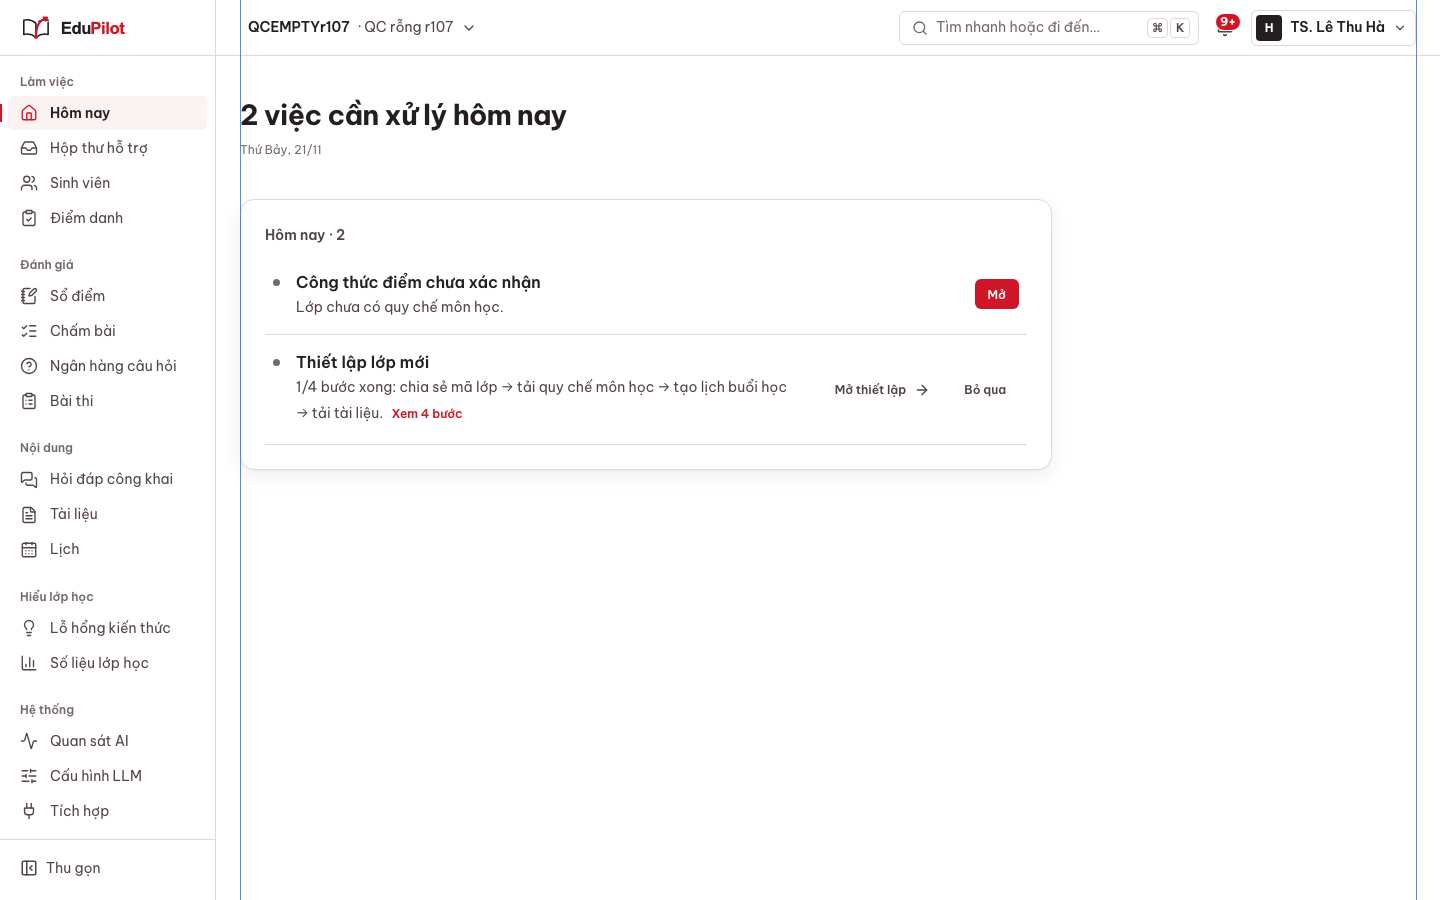 EduPilot
QCEMPTYr107 · QC rỗng r107
Tìm nhanh hoặc đi đến...
⌘ K
9+
H
TS. Lê Thu Hà
Làm việc
Hôm nay
Hộp thư hỗ trợ
Sinh viên
Điểm danh
Đánh giá
Sổ điểm
Chấm bài
Ngân hàng câu hỏi
Bài thi
Nội dung
Hỏi đáp công khai
Tài liệu
Lịch
Hiểu lớp học
Lỗ hổng kiến thức
Số liệu lớp học
Hệ thống
Quan sát AI
Cấu hình LLM
Tích hợp
Thu gọn
2 việc cần xử lý hôm nay
Thứ Bảy, 21/11
Hôm nay · 2
Công thức điểm chưa xác nhận
Lớp chưa có quy chế môn học.
Mở
Thiết lập lớp mới
1/4 bước xong: chia sẻ mã lớp → tải quy chế môn học → tạo lịch buổi học
→ tải tài liệu. Xem 4 bước
Mở thiết lập →
Bỏ qua